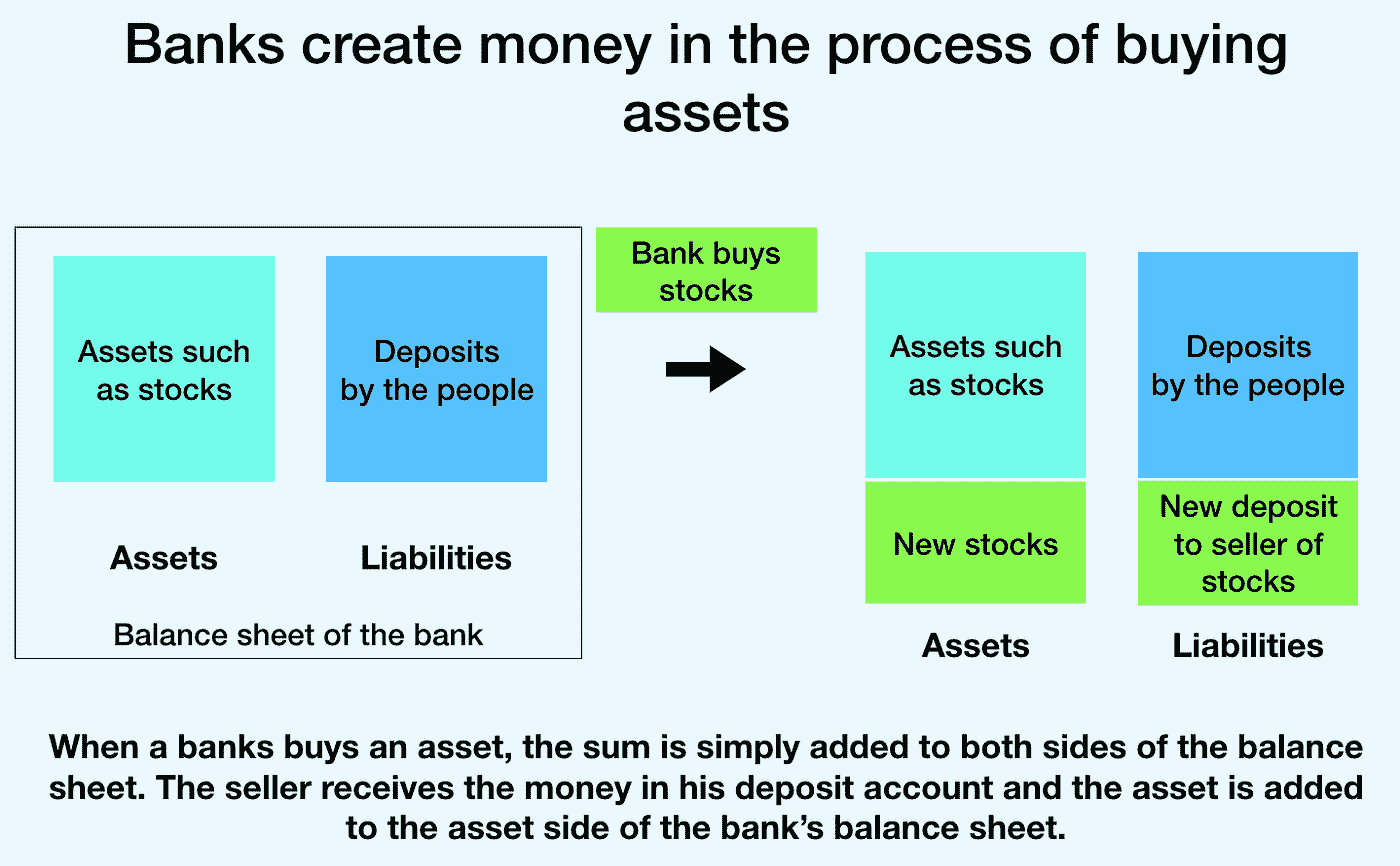 Banks create money in the process of buying
assets
Bank buys
stocks
Assets such
as stocks
Deposits
by the people
Assets
Liabilities
Balance sheet of the bank
Assets such
as stocks
Deposits
by the people
New stocks
New deposit
to seller of
stocks
Assets
Liabilities
When a banks buys an asset, the sum is simply added to both sides of the balance
sheet. The seller receives the money in his deposit account and the asset is added
to the asset side of the bank’s balance sheet.